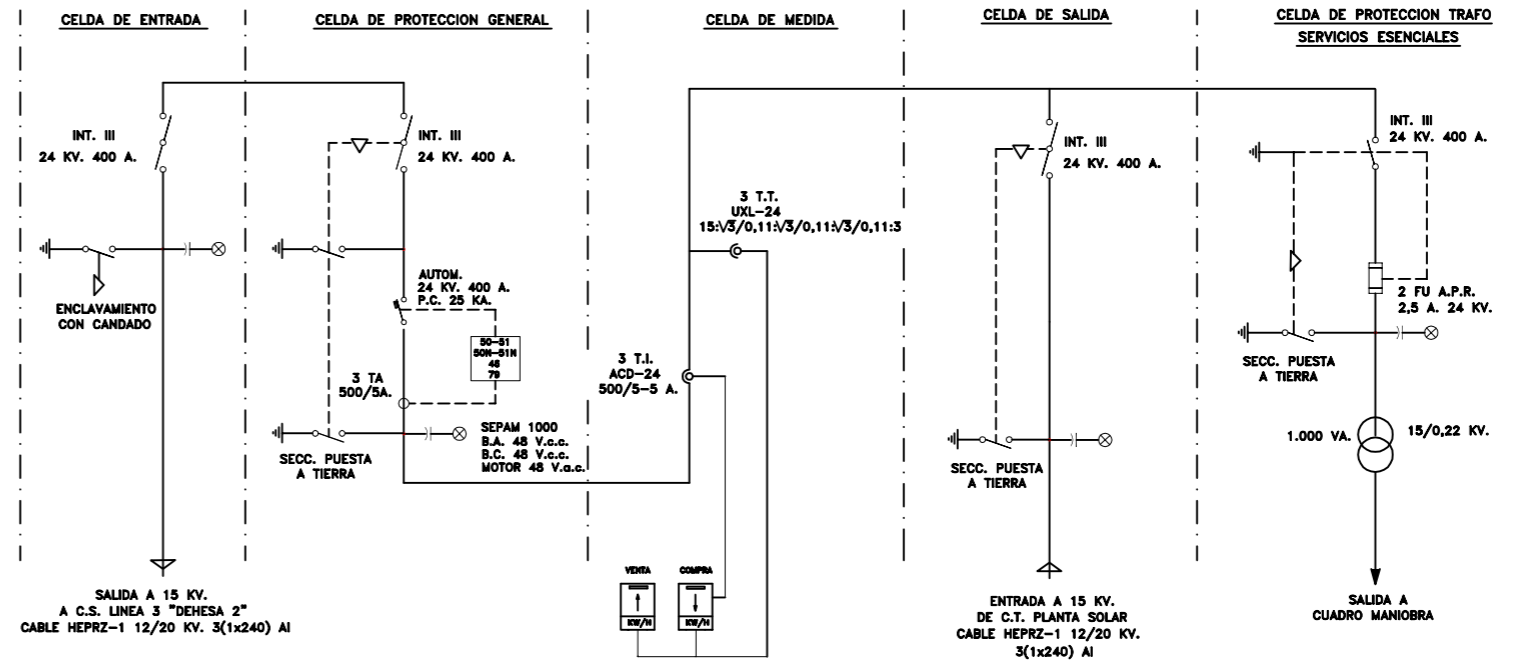 CELDA DE ENTRADA
INT. III
24 KV. 400 A.
ENCLAVAMIENTO
CON CANDADO
SALIDA A 15 KV.
A C.S. LINEA 3 "DEHESA 2"
CABLE HEPRZ-1 12/20 KV. 3(1x240) Al
CELDA DE PROTECCION GENERAL
INT. III
24 KV. 400 A.
AUTOM.
24 KV. 400 A.
P.C. 25 KA.
50-51
50N-51N
46
79
3 TA
500/5A.
SEPAM 1000
B.A. 48 V.c.c.
B.C. 48 V.c.c.
MOTOR 48 V.a.c.
SECC. PUESTA
A TIERRA
CELDA DE MEDIDA
3 T.T.
UXL-24
15:√3/0,11:√3/0,11:√3/0,11:3
3 T.I.
ACD-24
500/5-5 A.
VENTA
KW/H
COMPRA
KW/H
CELDA DE SALIDA
INT. III
24 KV. 400 A.
SECC. PUESTA
A TIERRA
ENTRADA A 15 KV.
DE C.T. PLANTA SOLAR
CABLE HEPRZ-1 12/20 KV.
3(1x240) Al
CELDA DE PROTECCION TRAFO
SERVICIOS ESENCIALES
INT. III
24 KV. 400 A.
2 FU A.P.R.
2,5 A. 24 KV.
SECC. PUESTA
A TIERRA
1.000 VA.
15/0,22 KV.
SALIDA A
CUADRO MANIOBRA